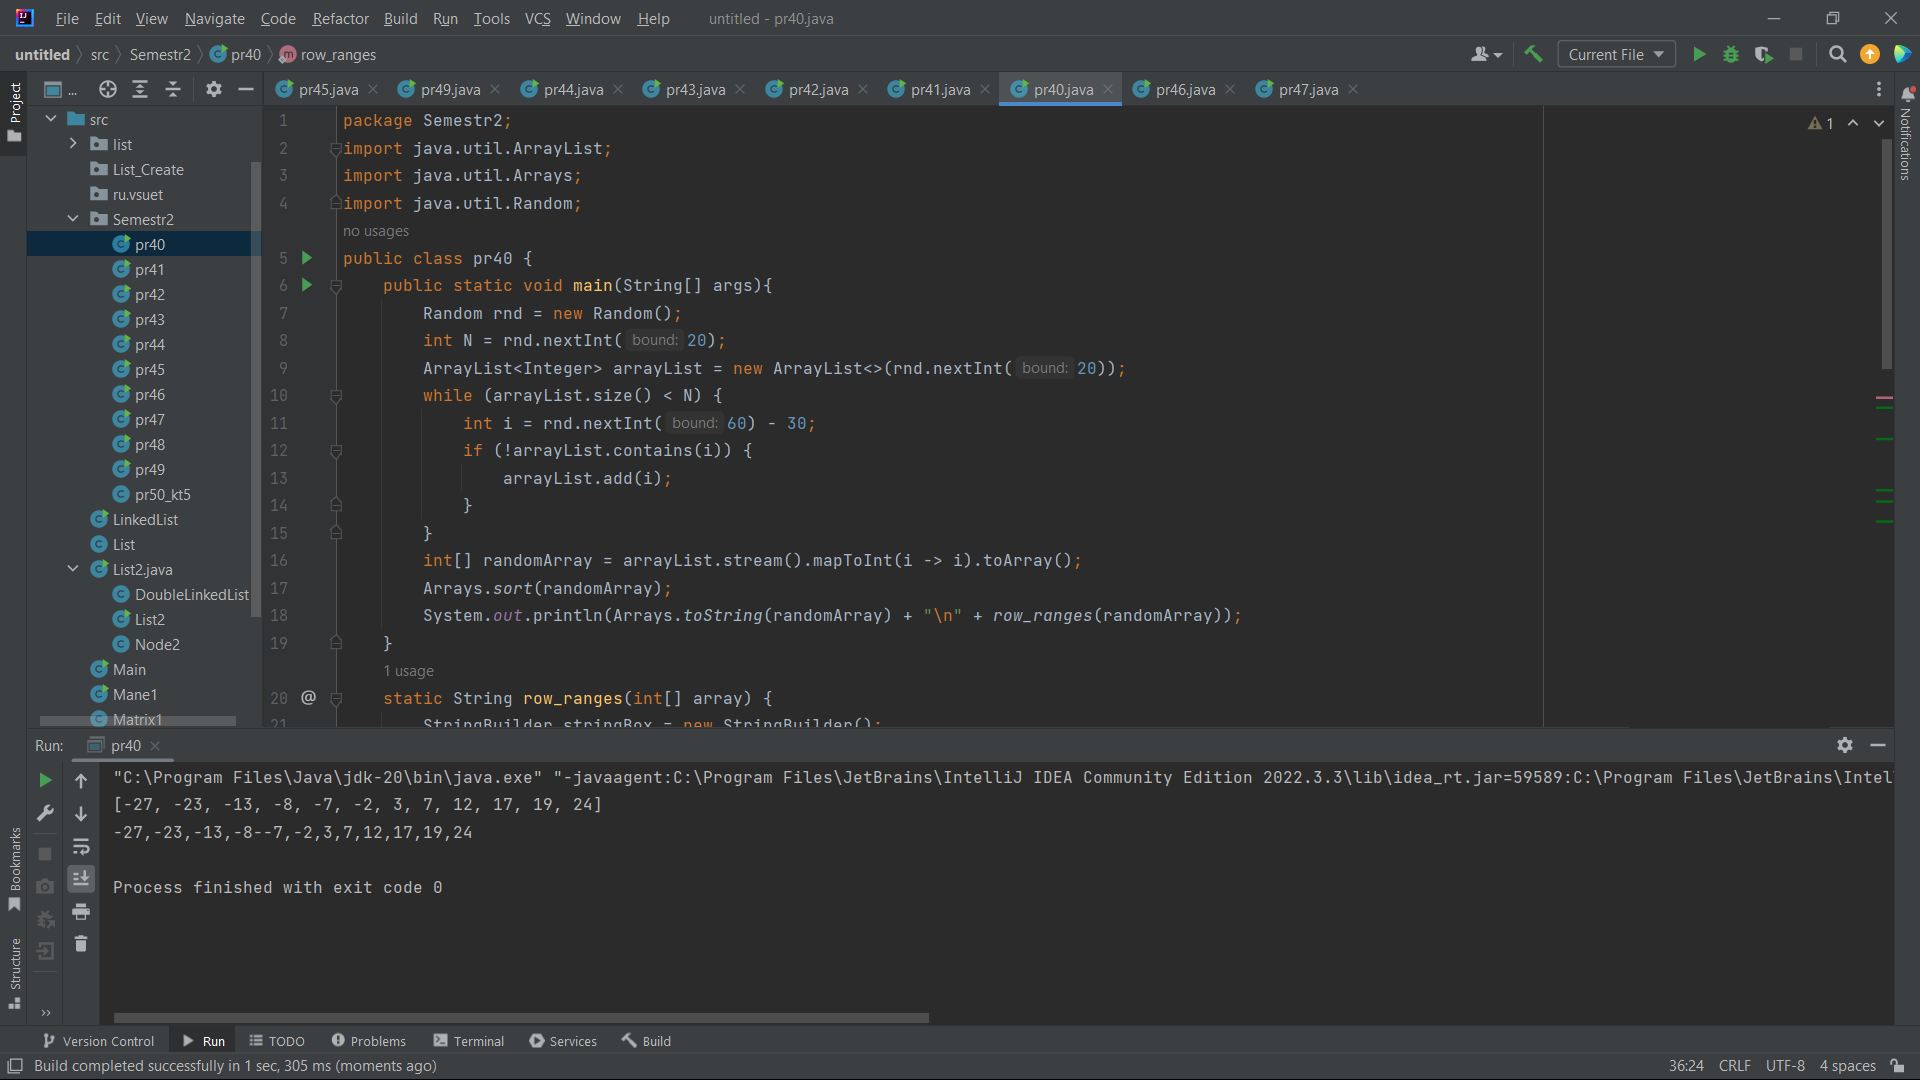 File Edit View Navigate Code Refactor Build Run Tools VCS Window Help untitled - pr40.java
untitled src Semestr2 pr40 row_ranges Current File
Project
...
pr45.java pr49.java pr44.java pr43.java pr42.java pr41.java pr40.java pr46.java pr47.java
Notifications
src
list
List_Create
ru.vsuet
Semestr2
pr40
pr41
pr42
pr43
pr44
pr45
pr46
pr47
pr48
pr49
pr50_kt5
LinkedList
List
List2.java
DoubleLinkedList
List2
Node2
Main
Mane1
Matrix1
1
1 package Semestr2;
2 import java.util.ArrayList;
3 import java.util.Arrays;
4 import java.util.Random;
no usages
5 public class pr40 {
6 public static void main(String[] args){
7 Random rnd = new Random();
8 int N = rnd.nextInt( bound: 20);
9 ArrayList<Integer> arrayList = new ArrayList<>(rnd.nextInt( bound: 20));
10 while (arrayList.size() < N) {
11 int i = rnd.nextInt( bound: 60) - 30;
12 if (!arrayList.contains(i)) {
13 arrayList.add(i);
14 }
15 }
16 int[] randomArray = arrayList.stream().mapToInt(i -> i).toArray();
17 Arrays.sort(randomArray);
18 System.out.println(Arrays.toString(randomArray) + "\n" + row_ranges(randomArray));
19 }
1 usage
20 @ static String row_ranges(int[] array) {
21 StringBuilder stringBox = new StringBuilder();
Run: pr40
"C:\Program Files\Java\jdk-20\bin\java.exe" "-javaagent:C:\Program Files\JetBrains\IntelliJ IDEA Community Edition 2022.3.3\lib\idea_rt.jar=59589:C:\Program Files\JetBrains\Intel
[-27, -23, -13, -8, -7, -2, 3, 7, 12, 17, 19, 24]
-27,-23,-13,-8--7,-2,3,7,12,17,19,24
Process finished with exit code 0
Bookmarks
Structure
Version Control Run TODO Problems Terminal Services Build
Build completed successfully in 1 sec, 305 ms (moments ago) 36:24 CRLF UTF-8 4 spaces